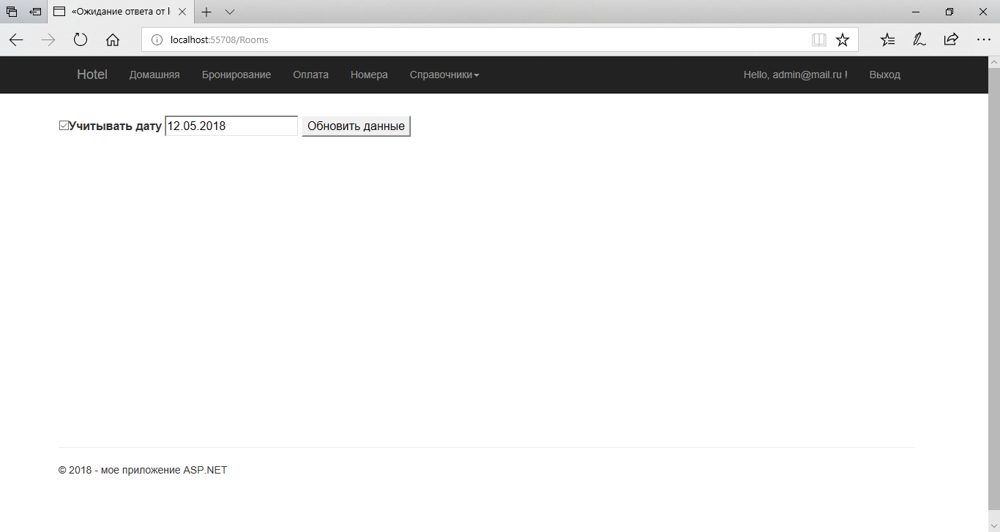 «Ожидание ответа от l
localhost:55708/Rooms
Hotel Домашняя Бронирование Оплата Номера Справочники Hello, admin@mail.ru ! Выход
Учитывать дату 12.05.2018 Обновить данные
© 2018 - мое приложение ASP.NET